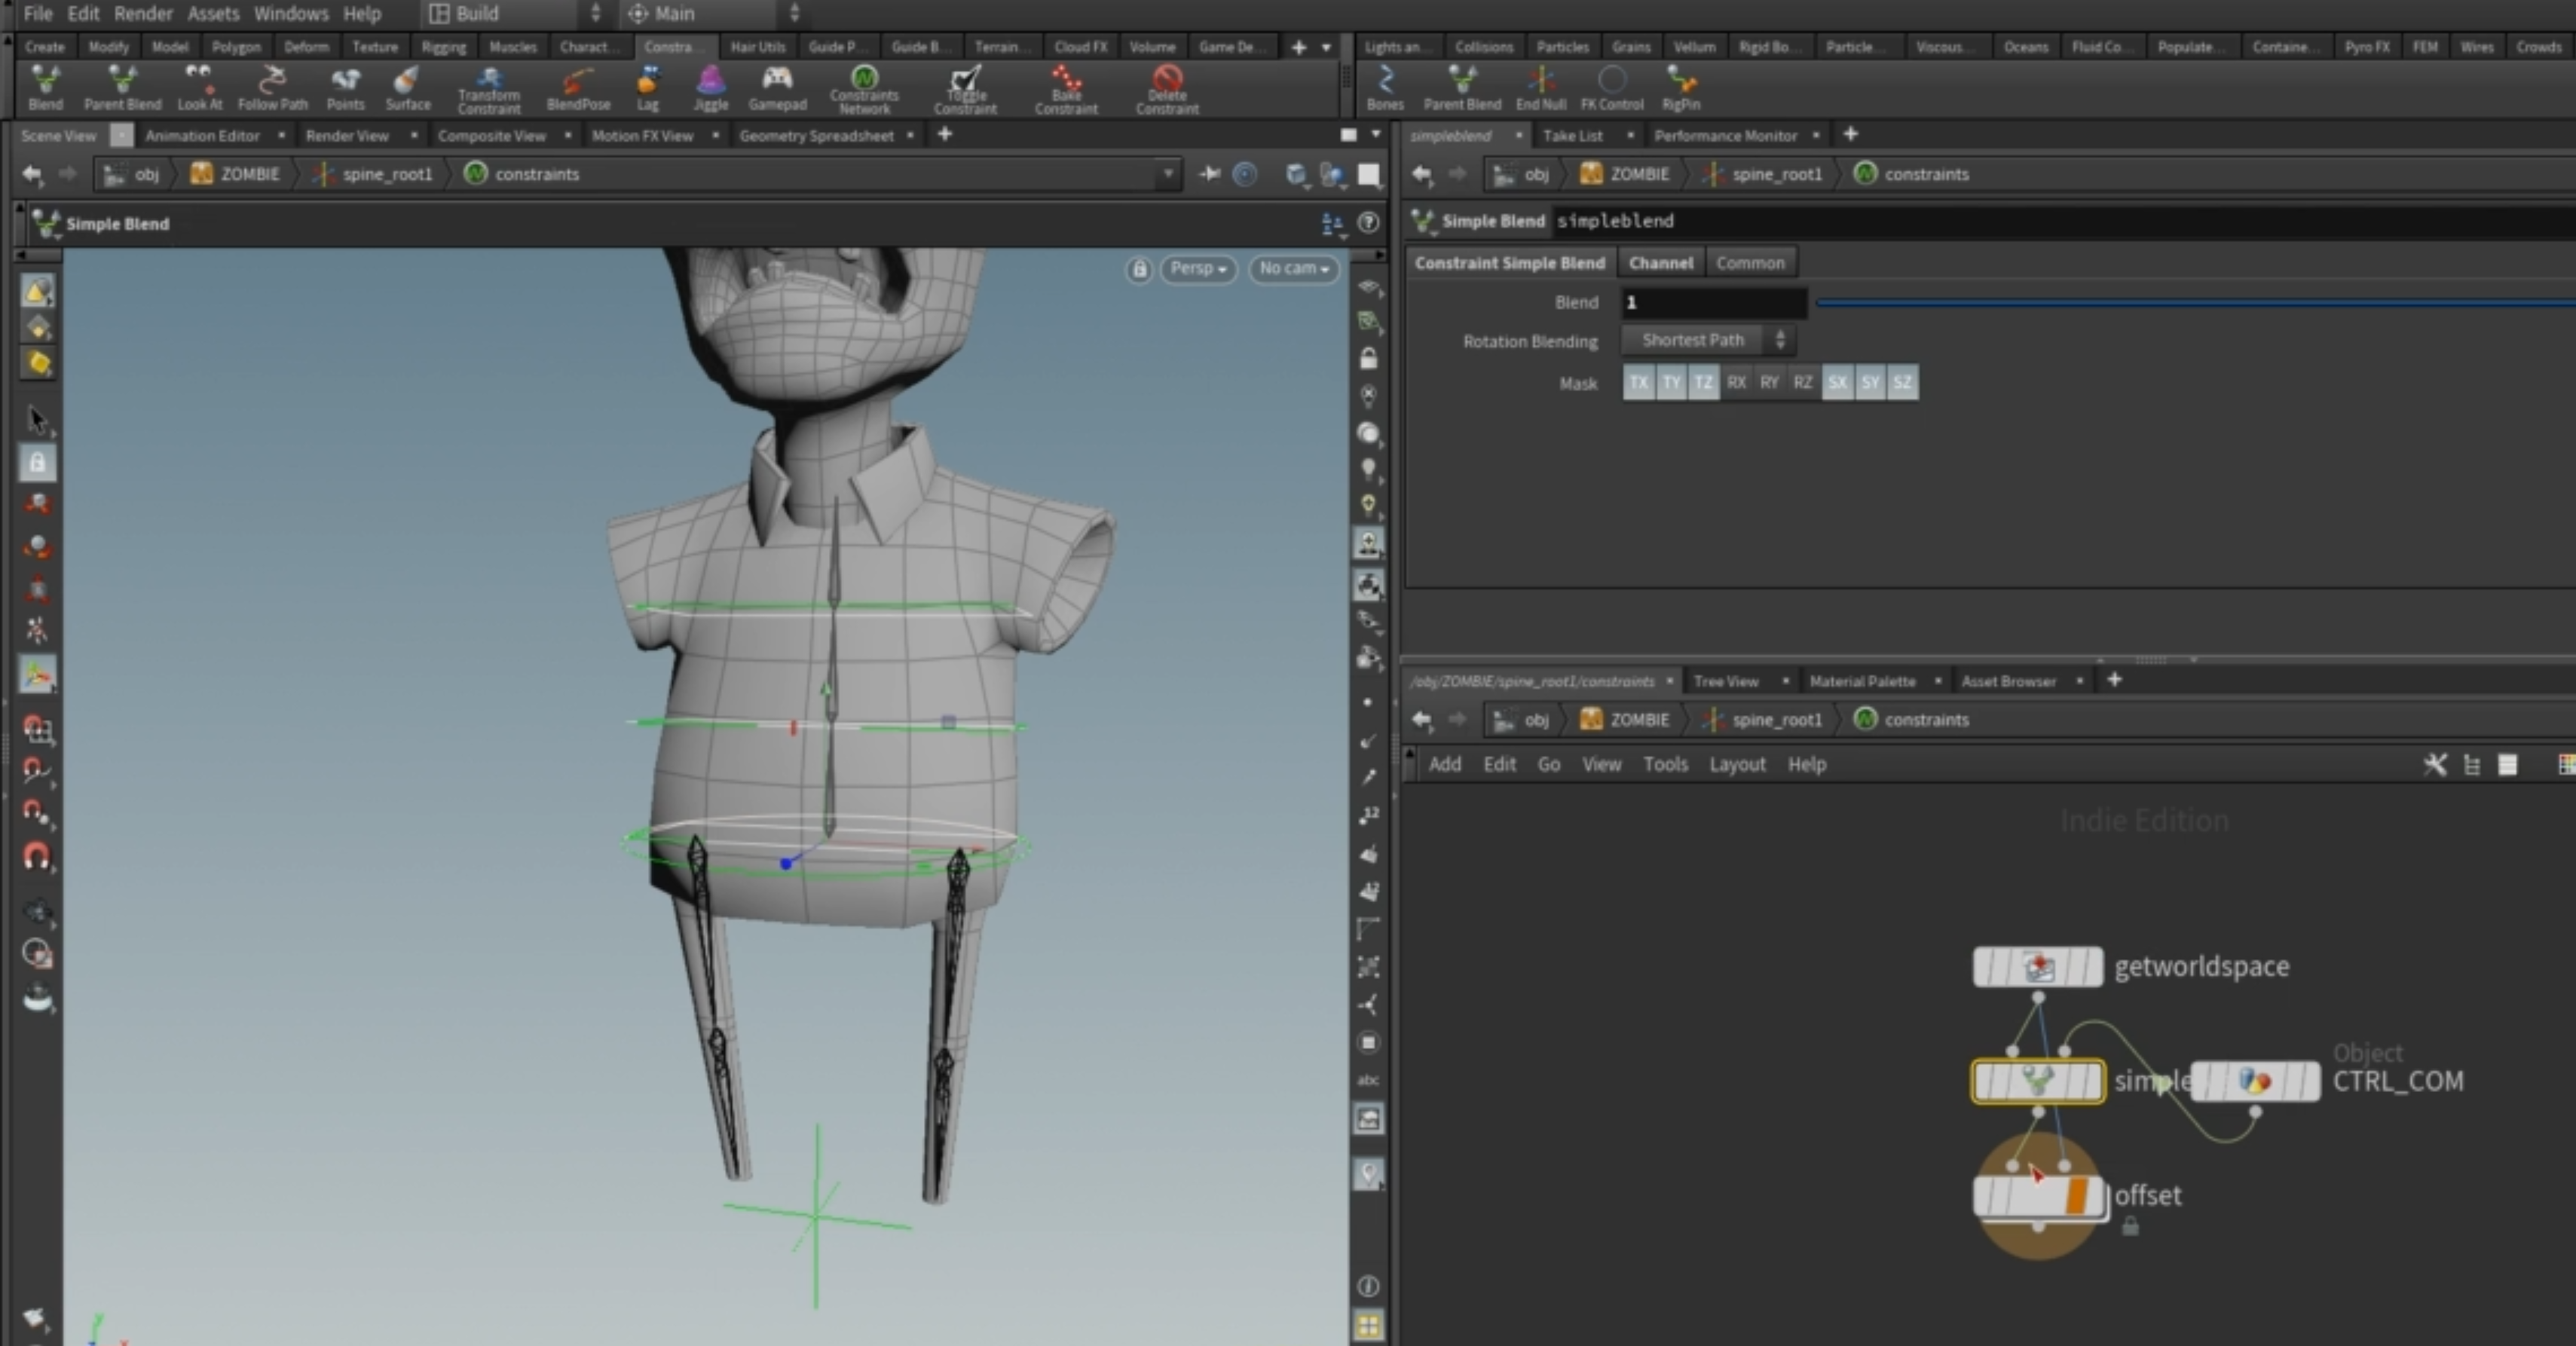 File Edit Render Assets Windows Help Build Main
Create Modify Model Polygon Deform Texture Rigging Muscles Charact... Constra... Hair Utils Guide P... Guide B... Terrain... Cloud FX Volume Game De...
Lights an... Collisions Particles Grains Vellum Rigid Bo... Particle... Viscous... Oceans Fluid Co... Populate... Containe... Pyro FX FEM Wires Crowds
Blend Parent Blend Look At Follow Path Points Surface Transform Constraint BlendPose Lag Jiggle Gamepad Constraints Network Toggle Constraint Bake Constraint Delete Constraint
Bones Parent Blend End Null FK Control RigPin
Scene View Animation Editor Render View Composite View Motion FX View Geometry Spreadsheet
simpleblend Take List Performance Monitor
obj ZOMBIE spine_root1 constraints
obj ZOMBIE spine_root1 constraints
Simple Blend
Simple Blend simpleblend
Persp No cam
Constraint Simple Blend Channel Common
Blend 1
Rotation Blending Shortest Path
Mask TX TY TZ RX RY RZ SX SY SZ
/obj/ZOMBIE/spine_root1/constraints Tree View Material Palette Asset Browser
obj ZOMBIE spine_root1 constraints
Add Edit Go View Tools Layout Help
Indie Edition
getworldspace
Object
simple CTRL_COM
offset
12
12
abc
y
x